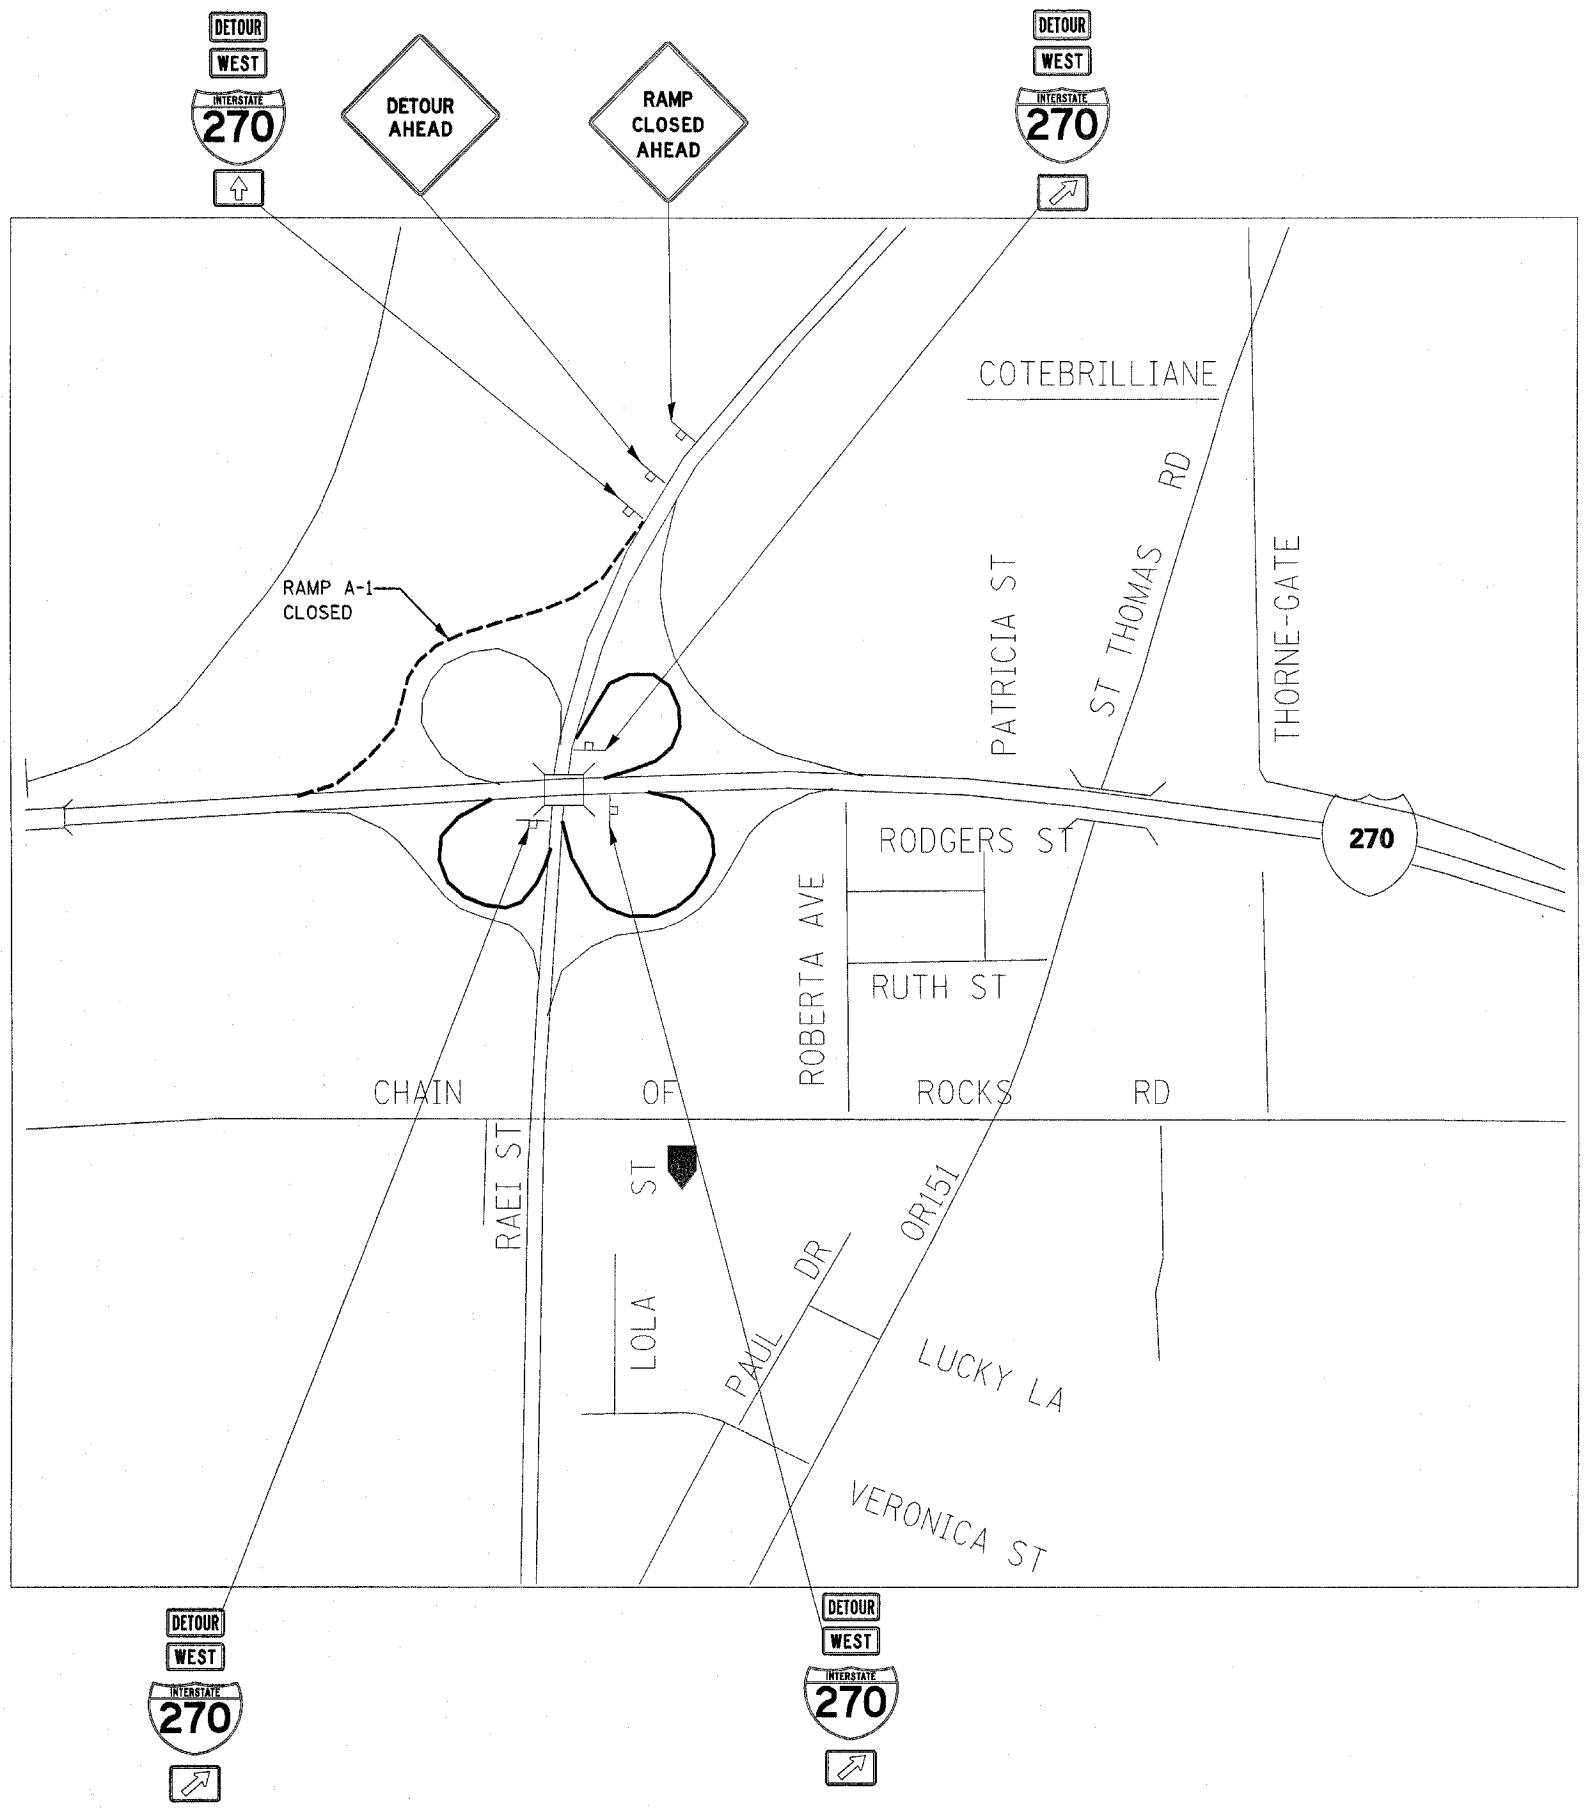 DETOUR
WEST
INTERSTATE
270
DETOUR
AHEAD
RAMP
CLOSED
AHEAD
DETOUR
WEST
INTERSTATE
270
COTEBRILLIANE
ST THOMAS RD
PATRICIA ST
THORNE-GATE
RAMP A-1
CLOSED
270
RODGERS ST
ROBERTA AVE
RUTH ST
CHAIN OF ROCKS RD
RAEI ST
LOLA ST
OR151
PAUL DR
LUCKY LA
VERONICA ST
DETOUR
WEST
INTERSTATE
270
DETOUR
WEST
INTERSTATE
270